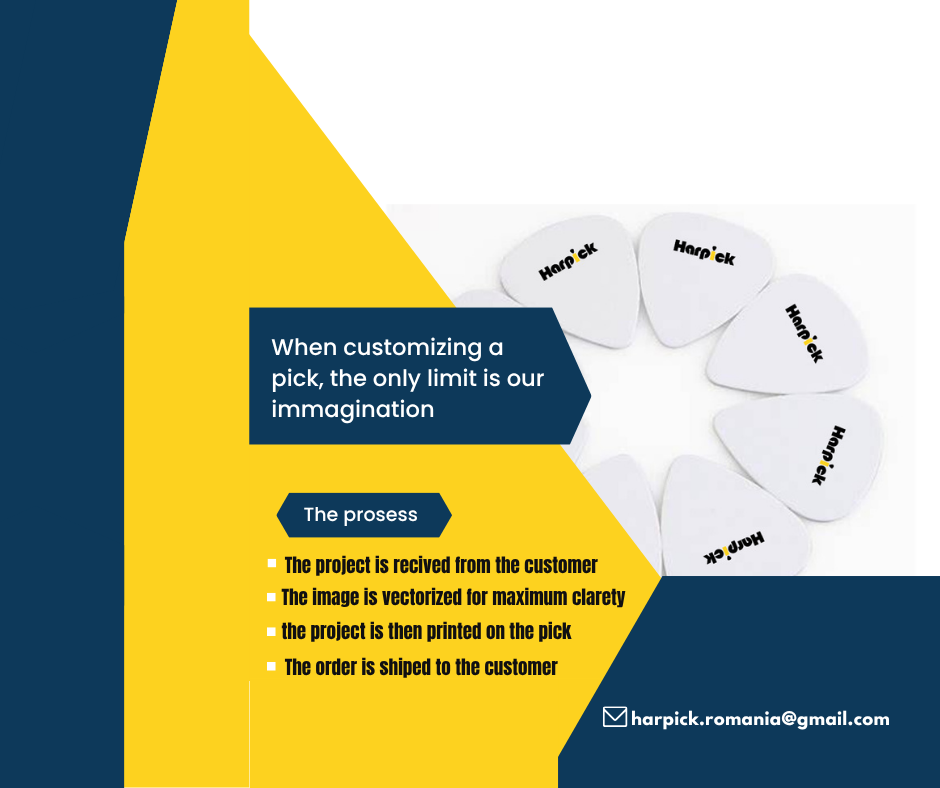 Harpick
Harpick
Harpick
Harpick
Harpick
When customizing a
pick, the only limit is our
immagination
The prosess
The project is recived from the customer
The image is vectorized for maximum clarety
the project is then printed on the pick
The order is shiped to the customer
harpick.romania@gmail.com